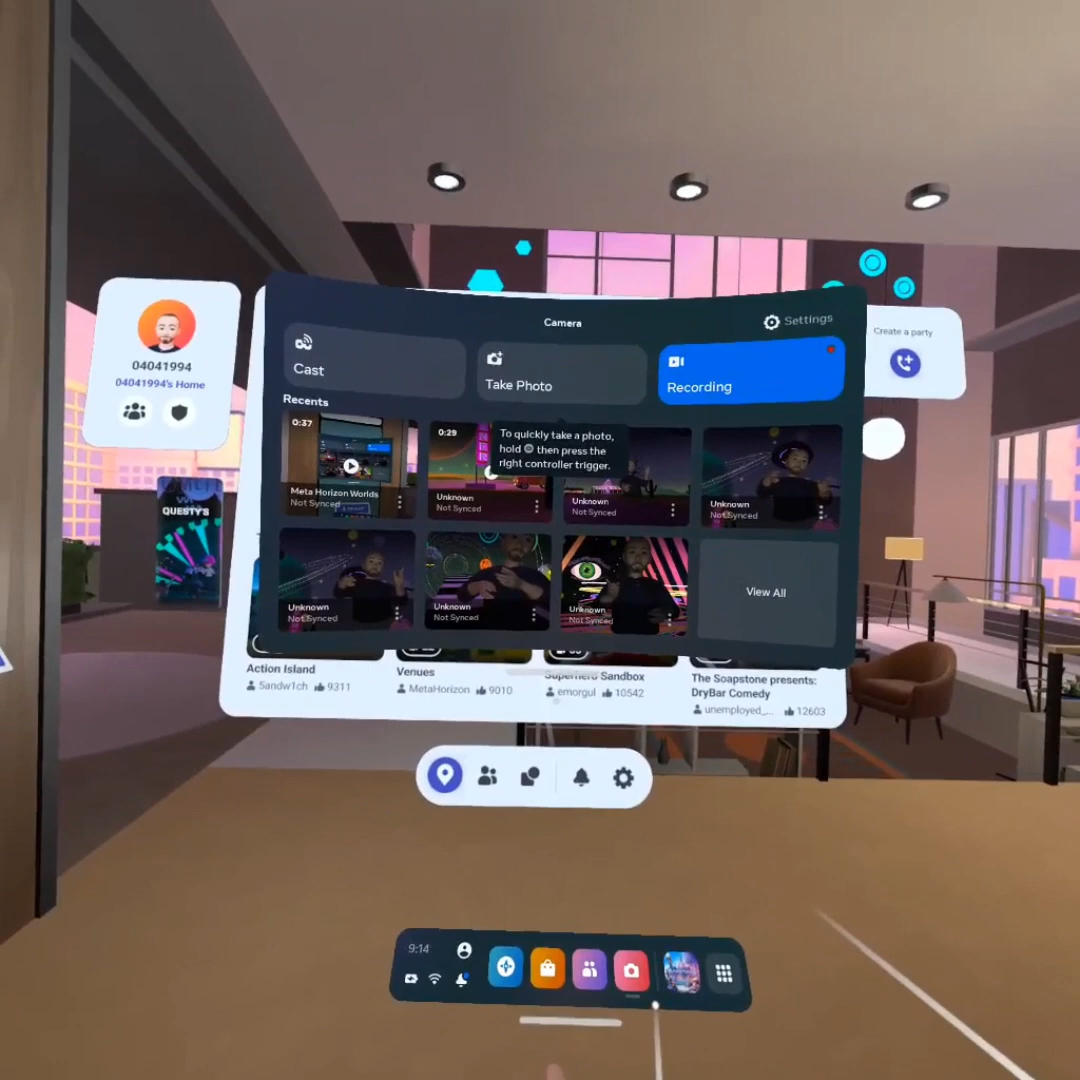 Camera
Settings
Cast
Take Photo
Recording
Recents
04041994
04041994's Home
Create a party
0:37
0:29
To quickly take a photo,
hold then press the
right controller trigger.
Meta Horizon Worlds
Not Synced
Unknown
Not Synced
Unknown
Not Synced
Unknown
Not Synced
QUESTY'S
Unknown
Not Synced
Unknown
Not Synced
Unknown
Not Synced
View All
Action Island
Sandw1ch 9311
Venues
MetaHorizon 9010
Superhero Sandbox
emorgul 10542
The Soapstone presents:
DryBar Comedy
unemployed_... 12603
9:14